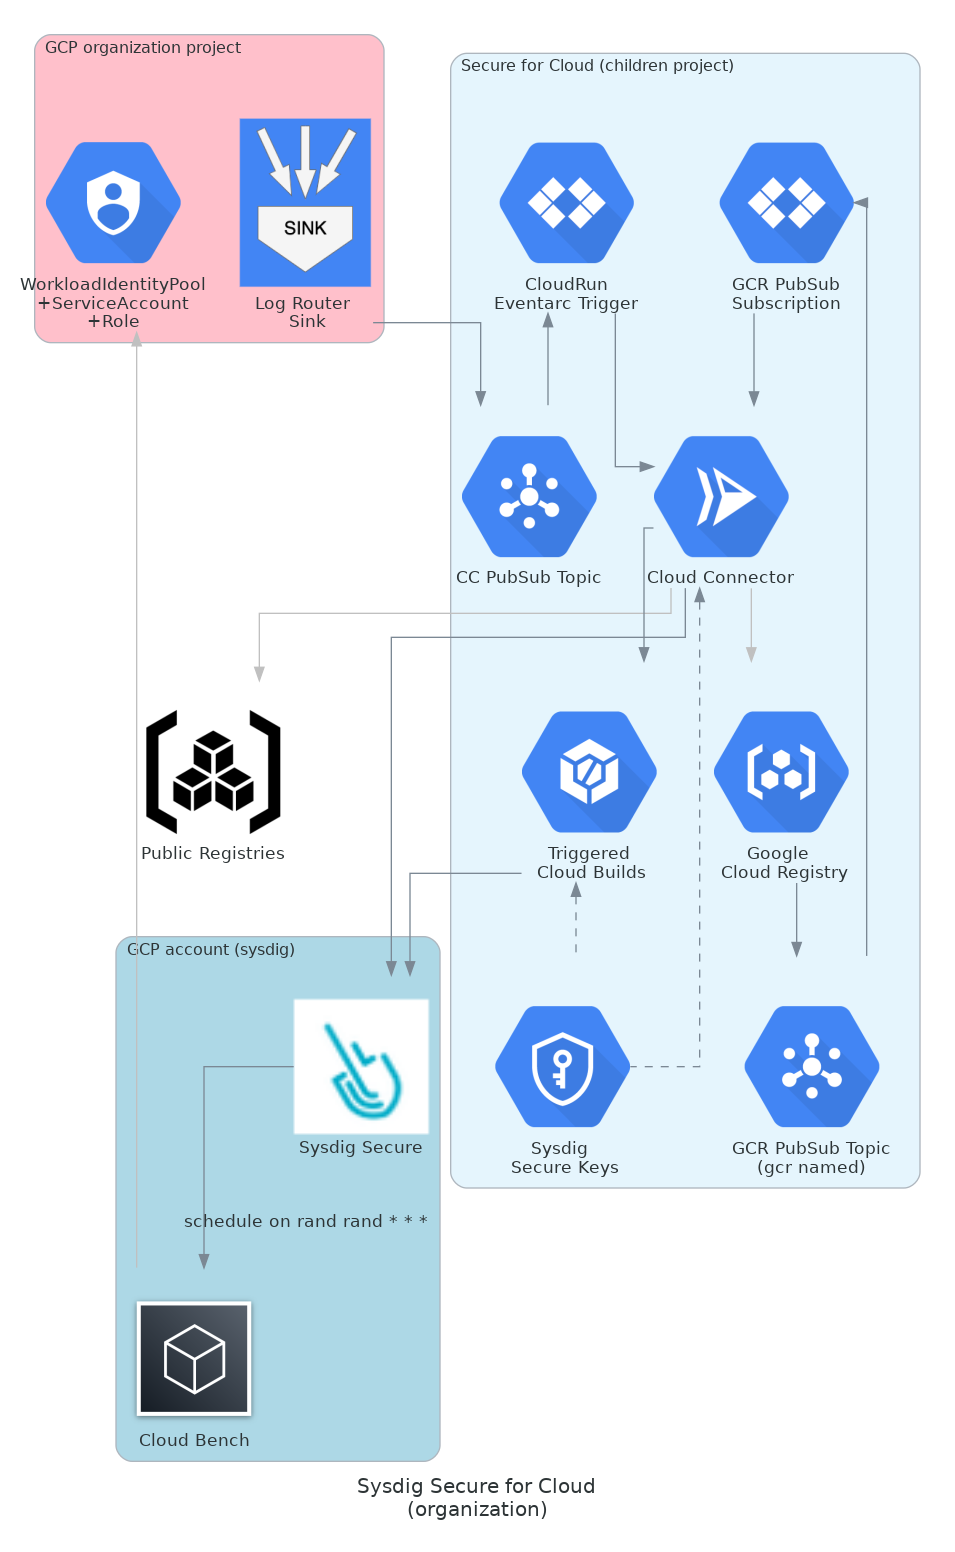 GCP organization project
Secure for Cloud (children project)
SINK
WorkloadIdentityPool
+ServiceAccount
+Role
Log Router
Sink
CloudRun
Eventarc Trigger
GCR PubSub
Subscription
CC PubSub Topic
Cloud Connector
Public Registries
Triggered
Cloud Builds
Google
Cloud Registry
GCP account (sysdig)
Sysdig Secure
Sysdig
Secure Keys
GCR PubSub Topic
(gcr named)
schedule on rand rand * * *
Cloud Bench
Sysdig Secure for Cloud
(organization)